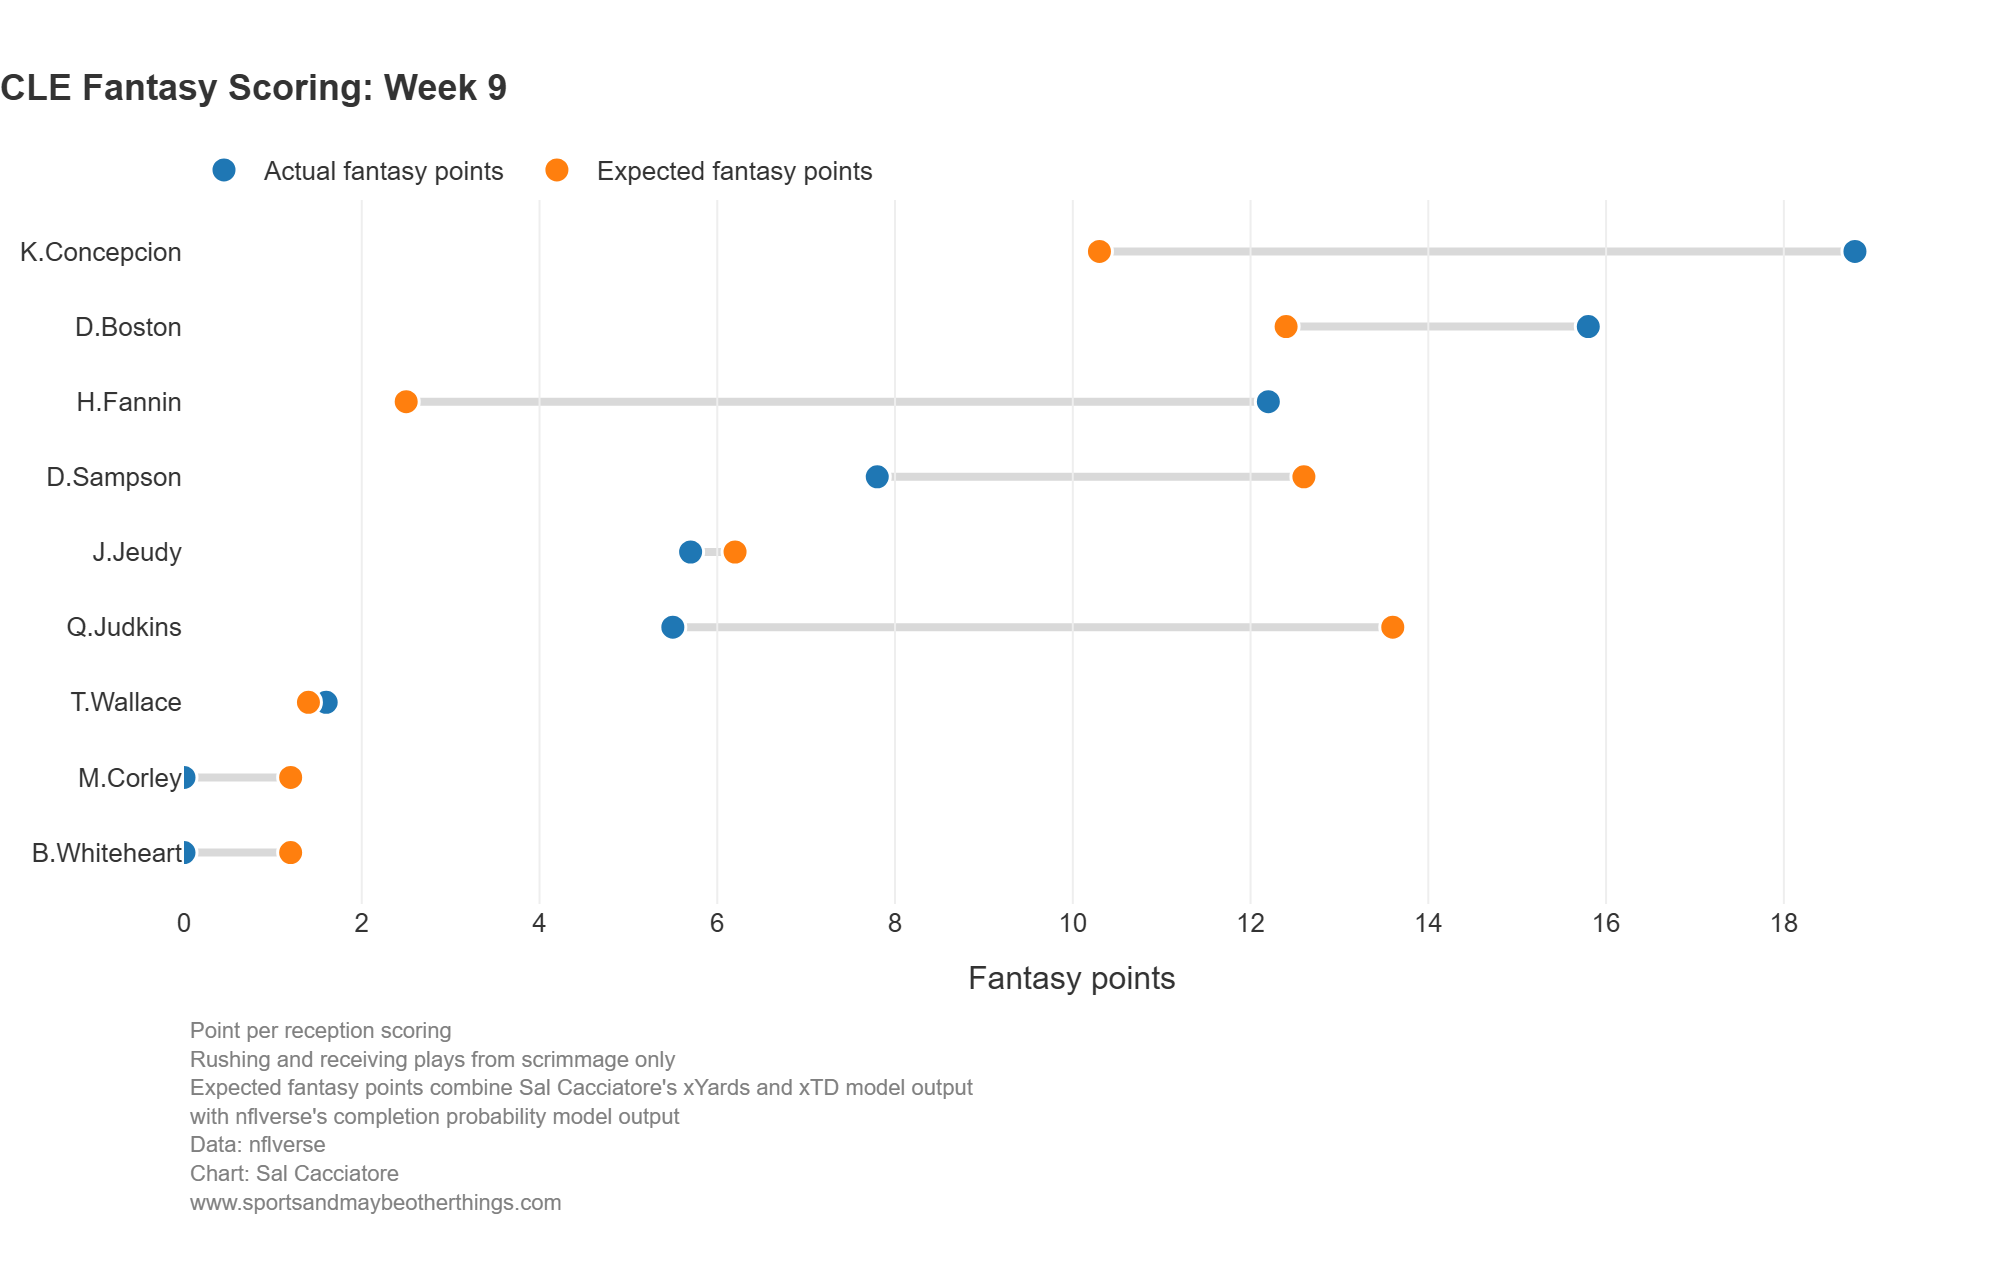 CLE Fantasy Scoring: Week 9
Actual fantasy points
Expected fantasy points
K.Concepcion
D.Boston
H.Fannin
D.Sampson
J.Jeudy
Q.Judkins
T.Wallace
M.Corley
B.Whiteheart
0 2 4 6 8 10 12 14 16 18
Fantasy points
Point per reception scoring
Rushing and receiving plays from scrimmage only
Expected fantasy points combine Sal Cacciatore's xYards and xTD model output
with nflverse's completion probability model output
Data: nflverse
Chart: Sal Cacciatore
www.sportsandmaybeotherthings.com